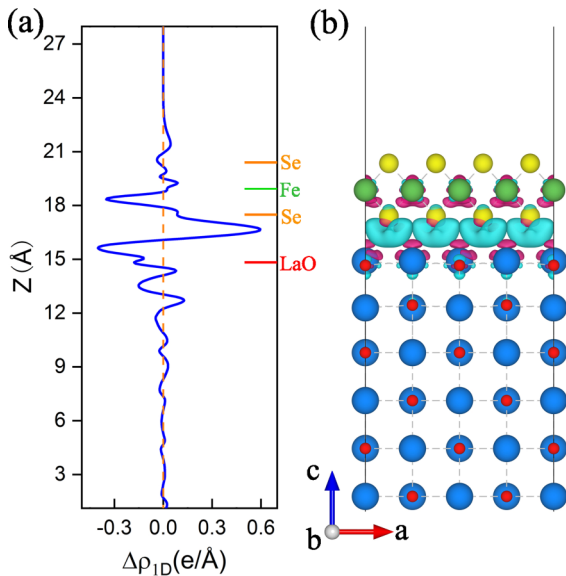 (a)
27
24
21
18
15
12
9
6
3
Z (Å)
Se
Fe
Se
LaO
-0.3 0.0 0.3 0.6
Δρ1D(e/Å)
(b)
c
b
a